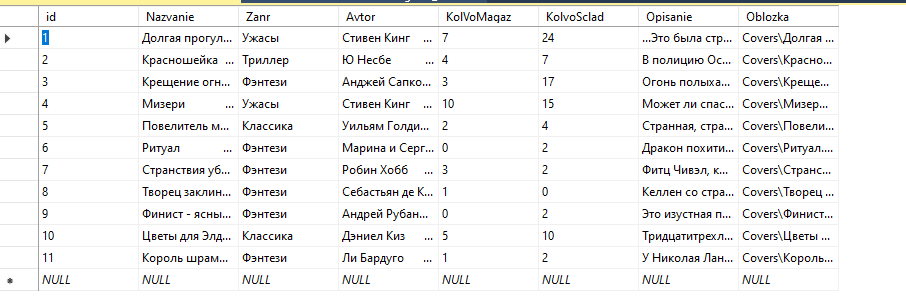 id Nazvanie Zanr Avtor KolVoMagaz KolvoSclad Opisanie Oblozka
1 Долгая прогул... Ужасы Стивен Кинг 7 24 ...Это была стр... Covers\Долгая ...
2 Красношейка ... Триллер Ю Несбе 4 7 В полицию Ос... Covers\Красно...
3 Крещение огн... Фэнтези Анджей Сапко... 3 17 Огонь полыха... Covers\Креще...
4 Мизери ... Ужасы Стивен Кинг ... 10 15 Может ли спас... Covers\Мизер...
5 Повелитель м... Классика Уильям Голди... 2 4 Странная, стра... Covers\Повели...
6 Ритуал ... Фэнтези Марина и Серг... 0 2 Дракон похити... Covers\Ритуал....
7 Странствия уб... Фэнтези Робин Хобб ... 3 2 Фитц Чивэл, к... Covers\Странс...
8 Творец заклин... Фэнтези Себастьян де К... 1 0 Келлен со стра... Covers\Творец ...
9 Финист - ясны... Фэнтези Андрей Рубан... 0 2 Это изустная п... Covers\Финист...
10 Цветы для Элд... Классика Дэниел Киз ... 5 10 Тридцатитрехл... Covers\Цветы ...
11 Король шрам... Фэнтези Ли Бардуго ... 1 2 У Николая Лан... Covers\Король...
NULL NULL NULL NULL NULL NULL NULL NULL